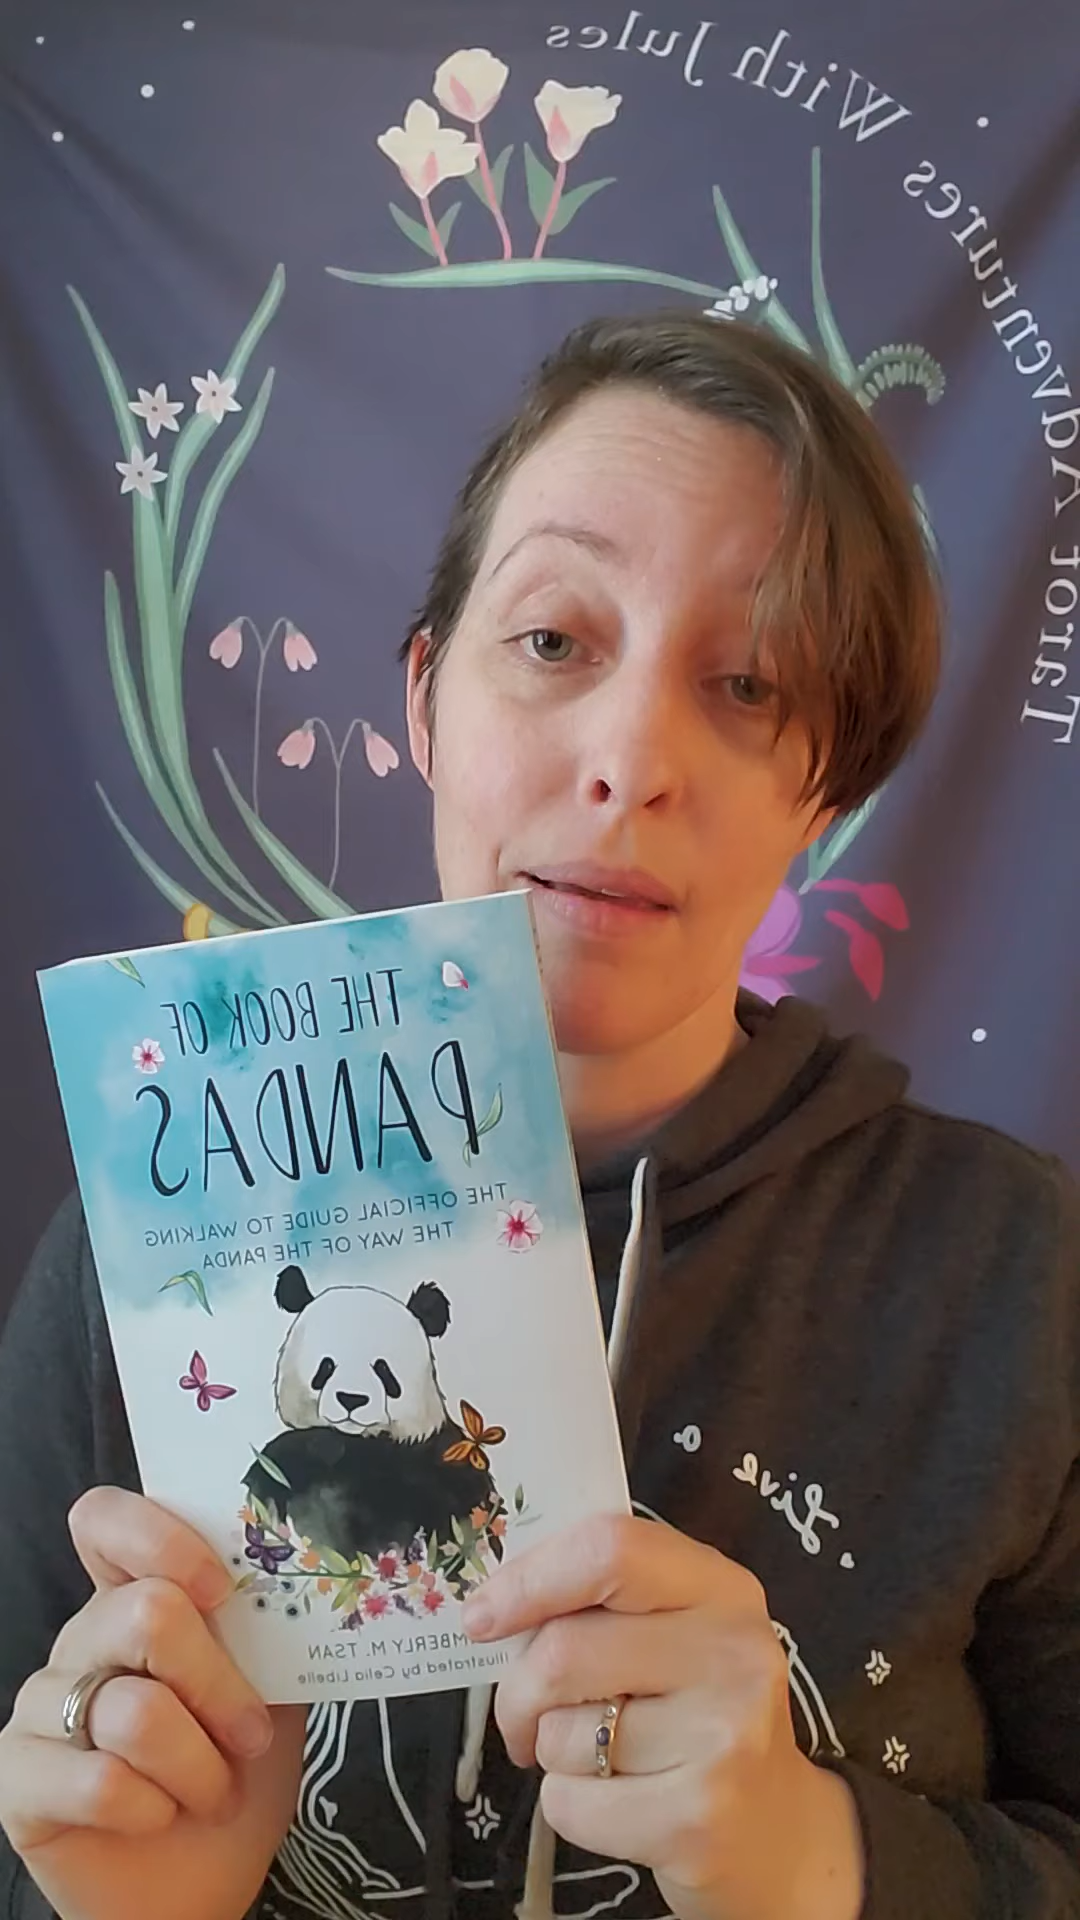 Tarot Adventures With Jules
THE BOOK OF
PANDAS
THE OFFICIAL GUIDE TO WALKING
THE WAY OF THE PANDA
MBERLY M. TSAN
Illustrated by Celia Libelle
Live